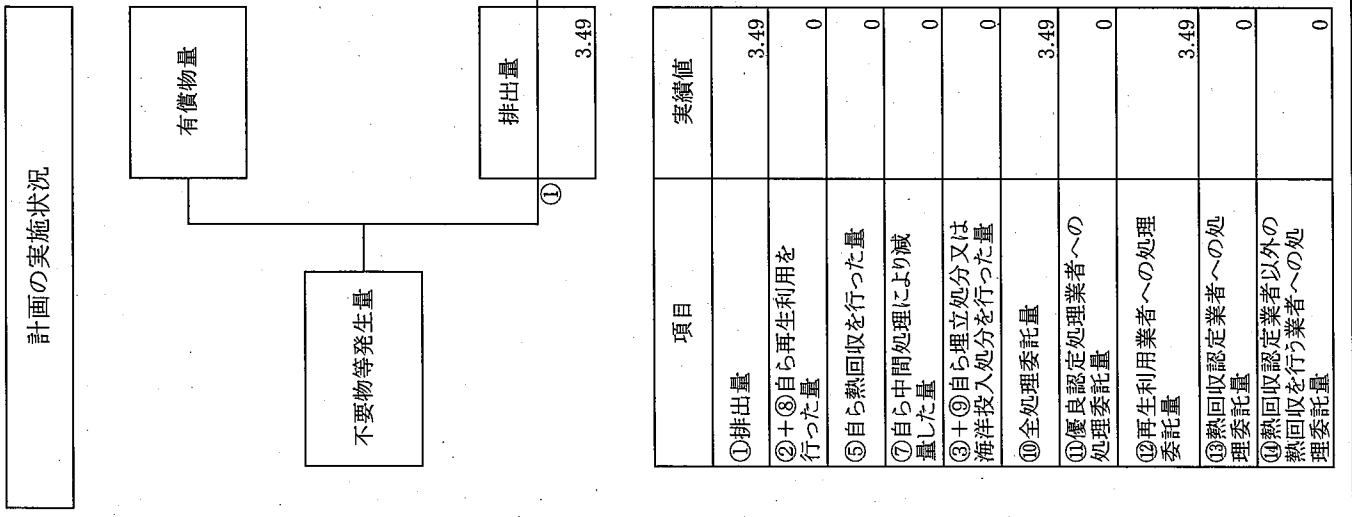 計画の実施状況
有償物量
不要物等発生量
排出量
3.49
①
項目
実績値
①排出量
3.49
②＋⑧自ら再生利用を
行った量
0
⑤自ら熱回収を行った量
0
⑦自ら中間処理により減
量した量
0
③＋⑨自ら埋立処分又は
海洋投入処分を行った量
0
⑩全処理委託量
3.49
⑪優良認定処理業者への
処理委託量
0
⑫再生利用業者への処理
委託量
3.49
⑬熱回収認定業者への処
理委託量
0
⑭熱回収認定業者以外の
熱回収を行う業者への処
理委託量
0